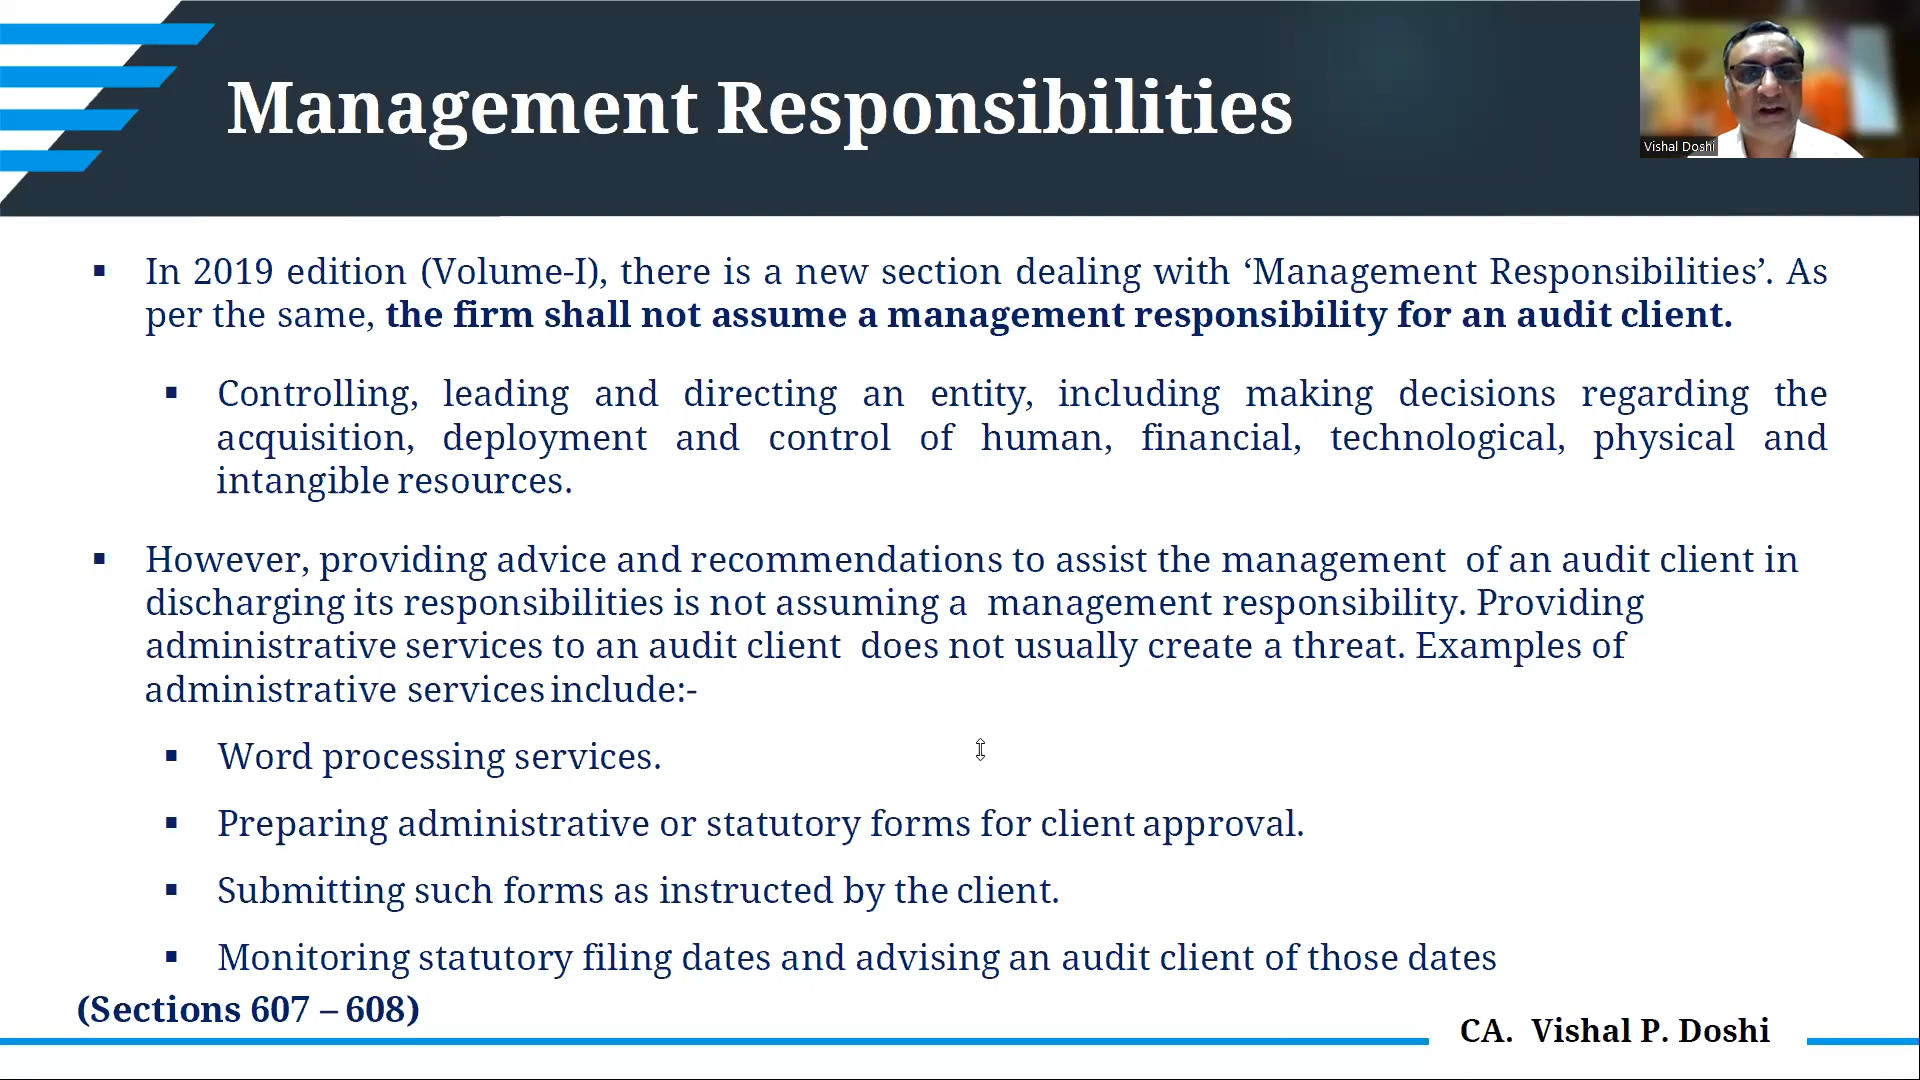 Management Responsibilities
Vishal Doshi
▪ In 2019 edition (Volume-I), there is a new section dealing with ‘Management Responsibilities’. As
per the same, the firm shall not assume a management responsibility for an audit client.
▪ Controlling, leading and directing an entity, including making decisions regarding the
acquisition, deployment and control of human, financial, technological, physical and
intangible resources.
▪ However, providing advice and recommendations to assist the management of an audit client in
discharging its responsibilities is not assuming a management responsibility. Providing
administrative services to an audit client does not usually create a threat. Examples of
administrative services include:-
▪ Word processing services.
▪ Preparing administrative or statutory forms for client approval.
▪ Submitting such forms as instructed by the client.
▪ Monitoring statutory filing dates and advising an audit client of those dates
(Sections 607 – 608)
CA. Vishal P. Doshi